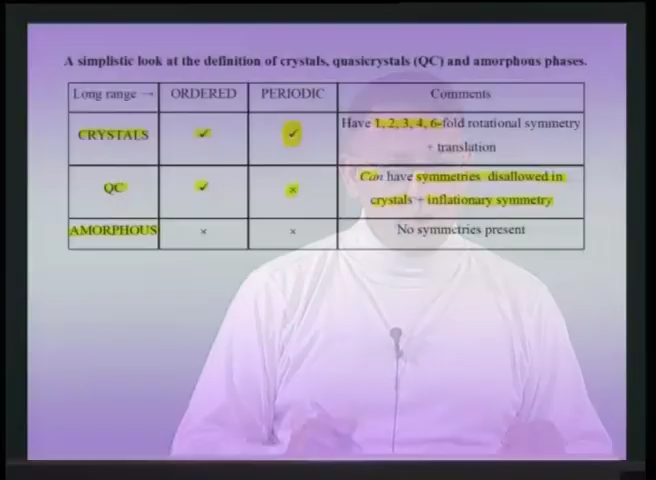 A simplistic look at the definition of crystals, quasicrystals (QC) and amorphous phases.
Long range → ORDERED PERIODIC Comments
CRYSTALS ✓ ✓ Have 1, 2, 3, 4, 6-fold rotational symmetry
+ translation
QC ✓ × Can have symmetries disallowed in
crystals + inflationary symmetry
AMORPHOUS × × No symmetries present